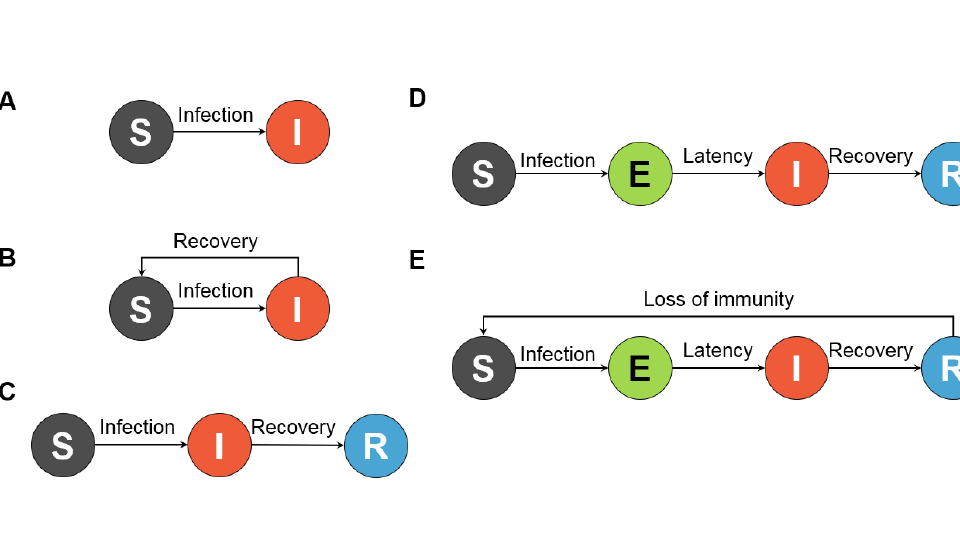 A
S
Infection
I
B
Recovery
S
Infection
I
C
S
Infection
I
Recovery
R
D
S
Infection
E
Latency
I
Recovery
R
E
Loss of immunity
S
Infection
E
Latency
I
Recovery
R